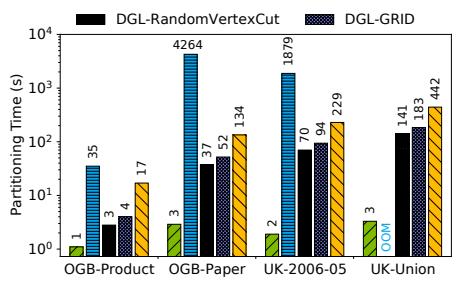 DGL-RandomVertexCut DGL-GRID
Partitioning Time (s)
10^4
10^3
10^2
10^1
10^0
1 35 3 4 17
3 4264 37 52 134
2 1879 70 94 229
3 OOM 141 183 442
OGB-Product OGB-Paper UK-2006-05 UK-Union